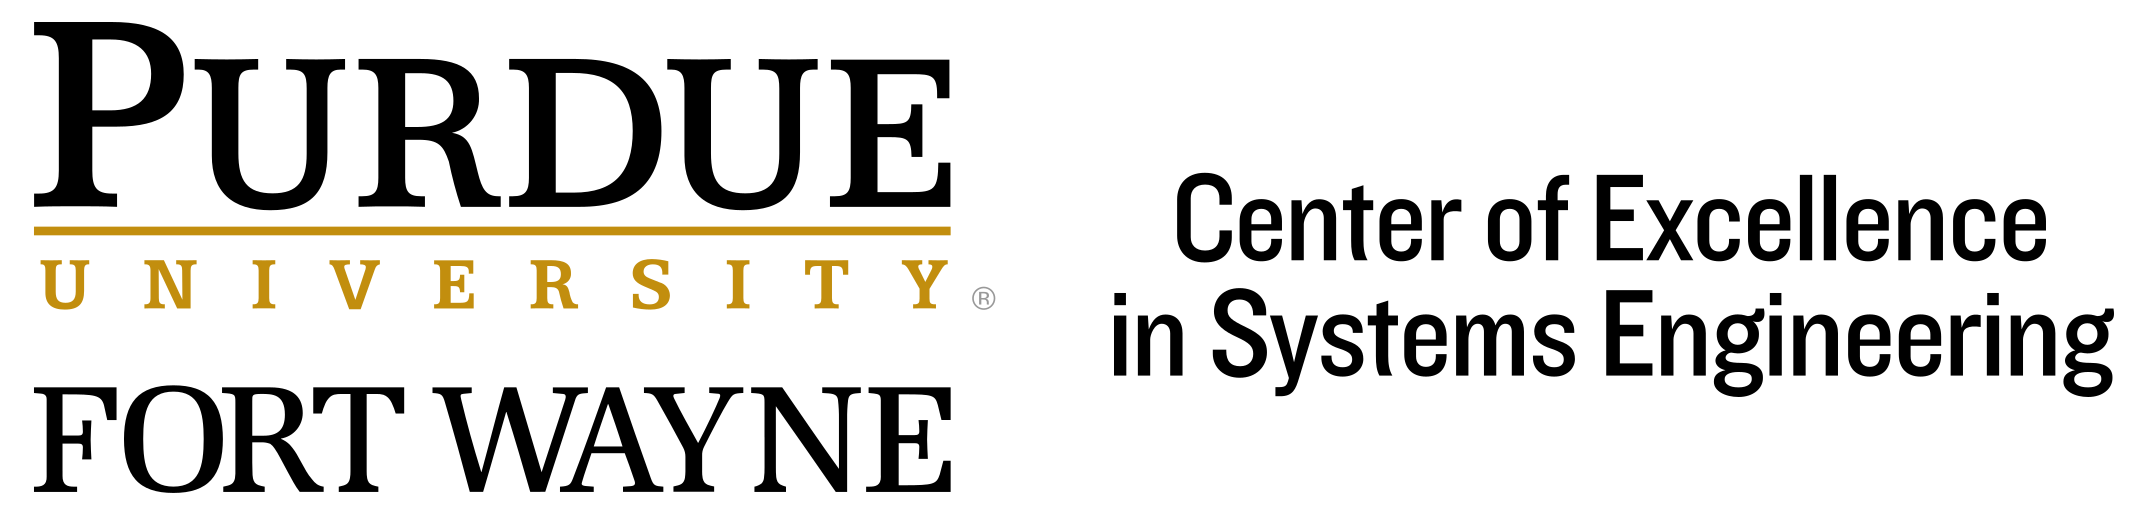 PURDUE
UNIVERSITY®
FORT WAYNE
Center of Excellence
in Systems Engineering